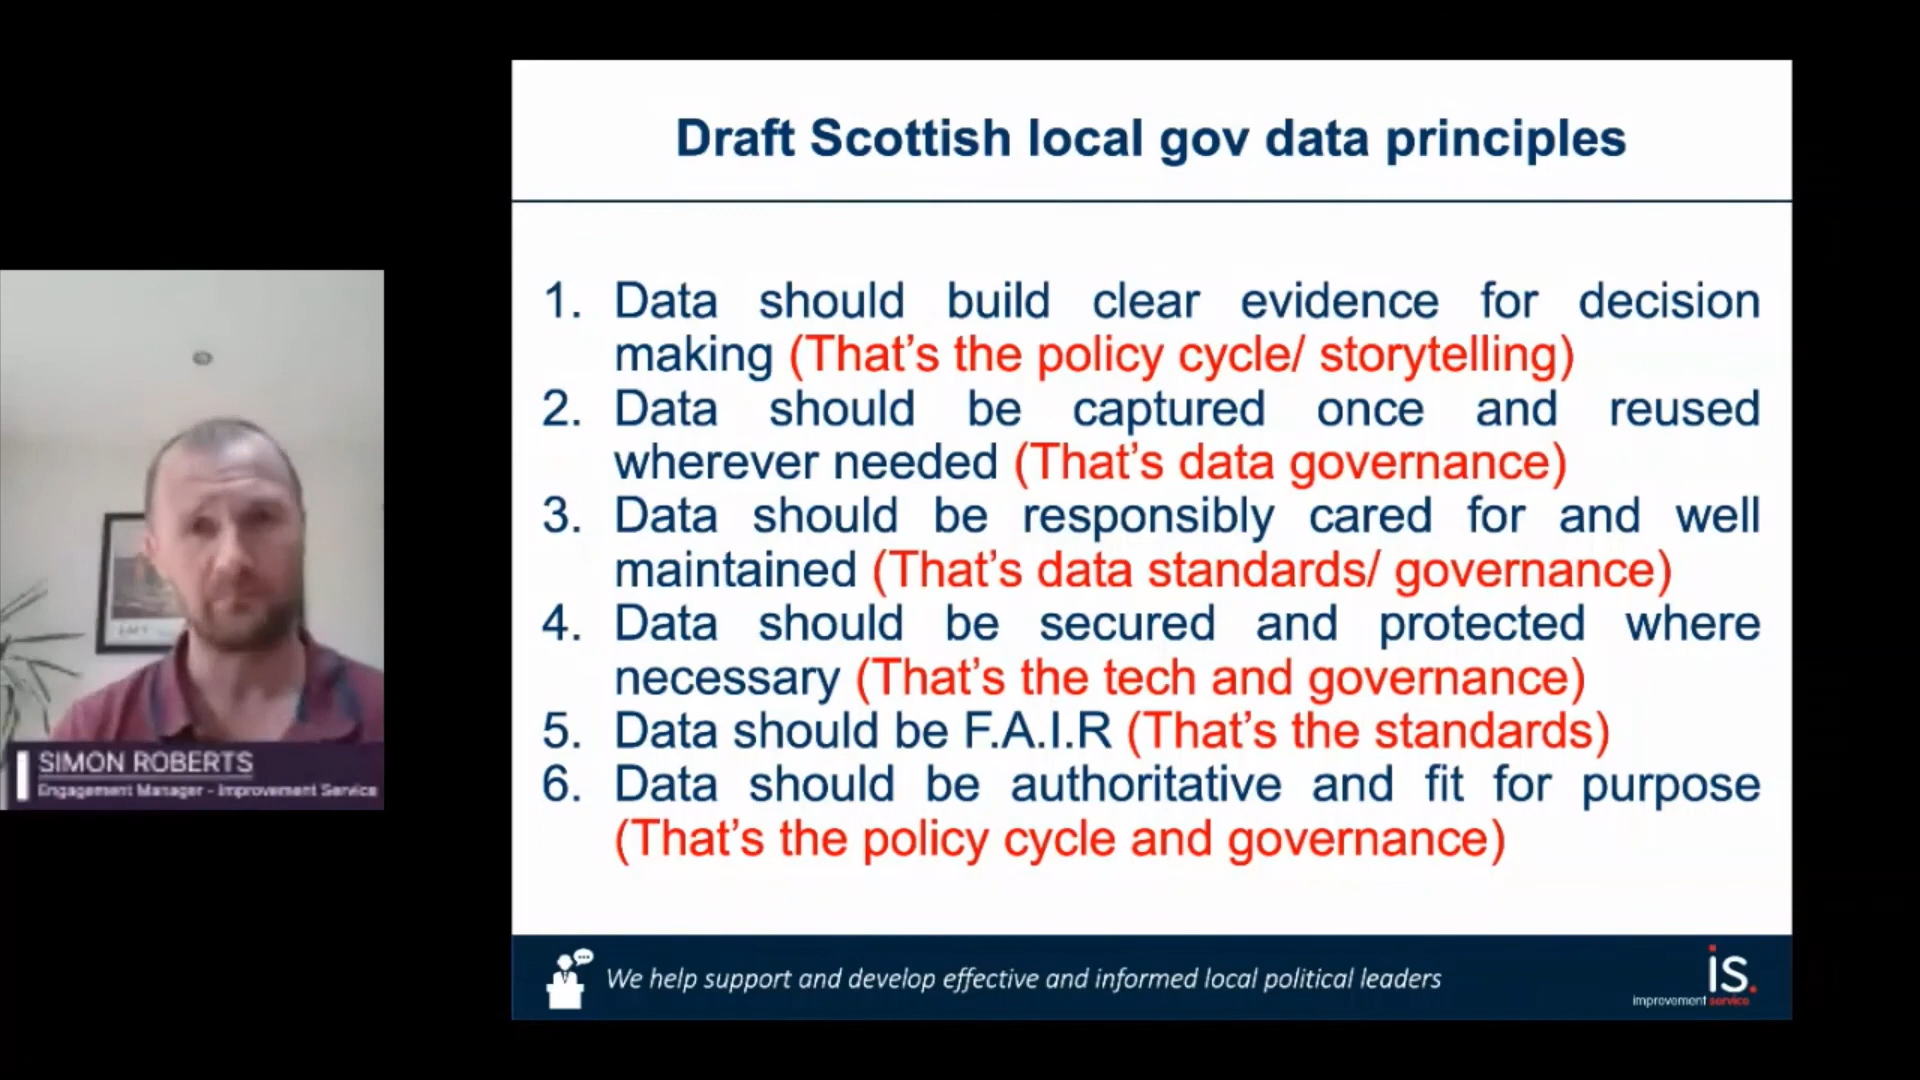 Draft Scottish local gov data principles
1. Data should build clear evidence for decision
making (That’s the policy cycle/ storytelling)
2. Data should be captured once and reused
wherever needed (That’s data governance)
3. Data should be responsibly cared for and well
maintained (That’s data standards/ governance)
4. Data should be secured and protected where
necessary (That’s the tech and governance)
5. Data should be F.A.I.R (That’s the standards)
6. Data should be authoritative and fit for purpose
(That’s the policy cycle and governance)
SIMON ROBERTS
Engagement Manager - Improvement Service
We help support and develop effective and informed local political leaders
is.
improvement service